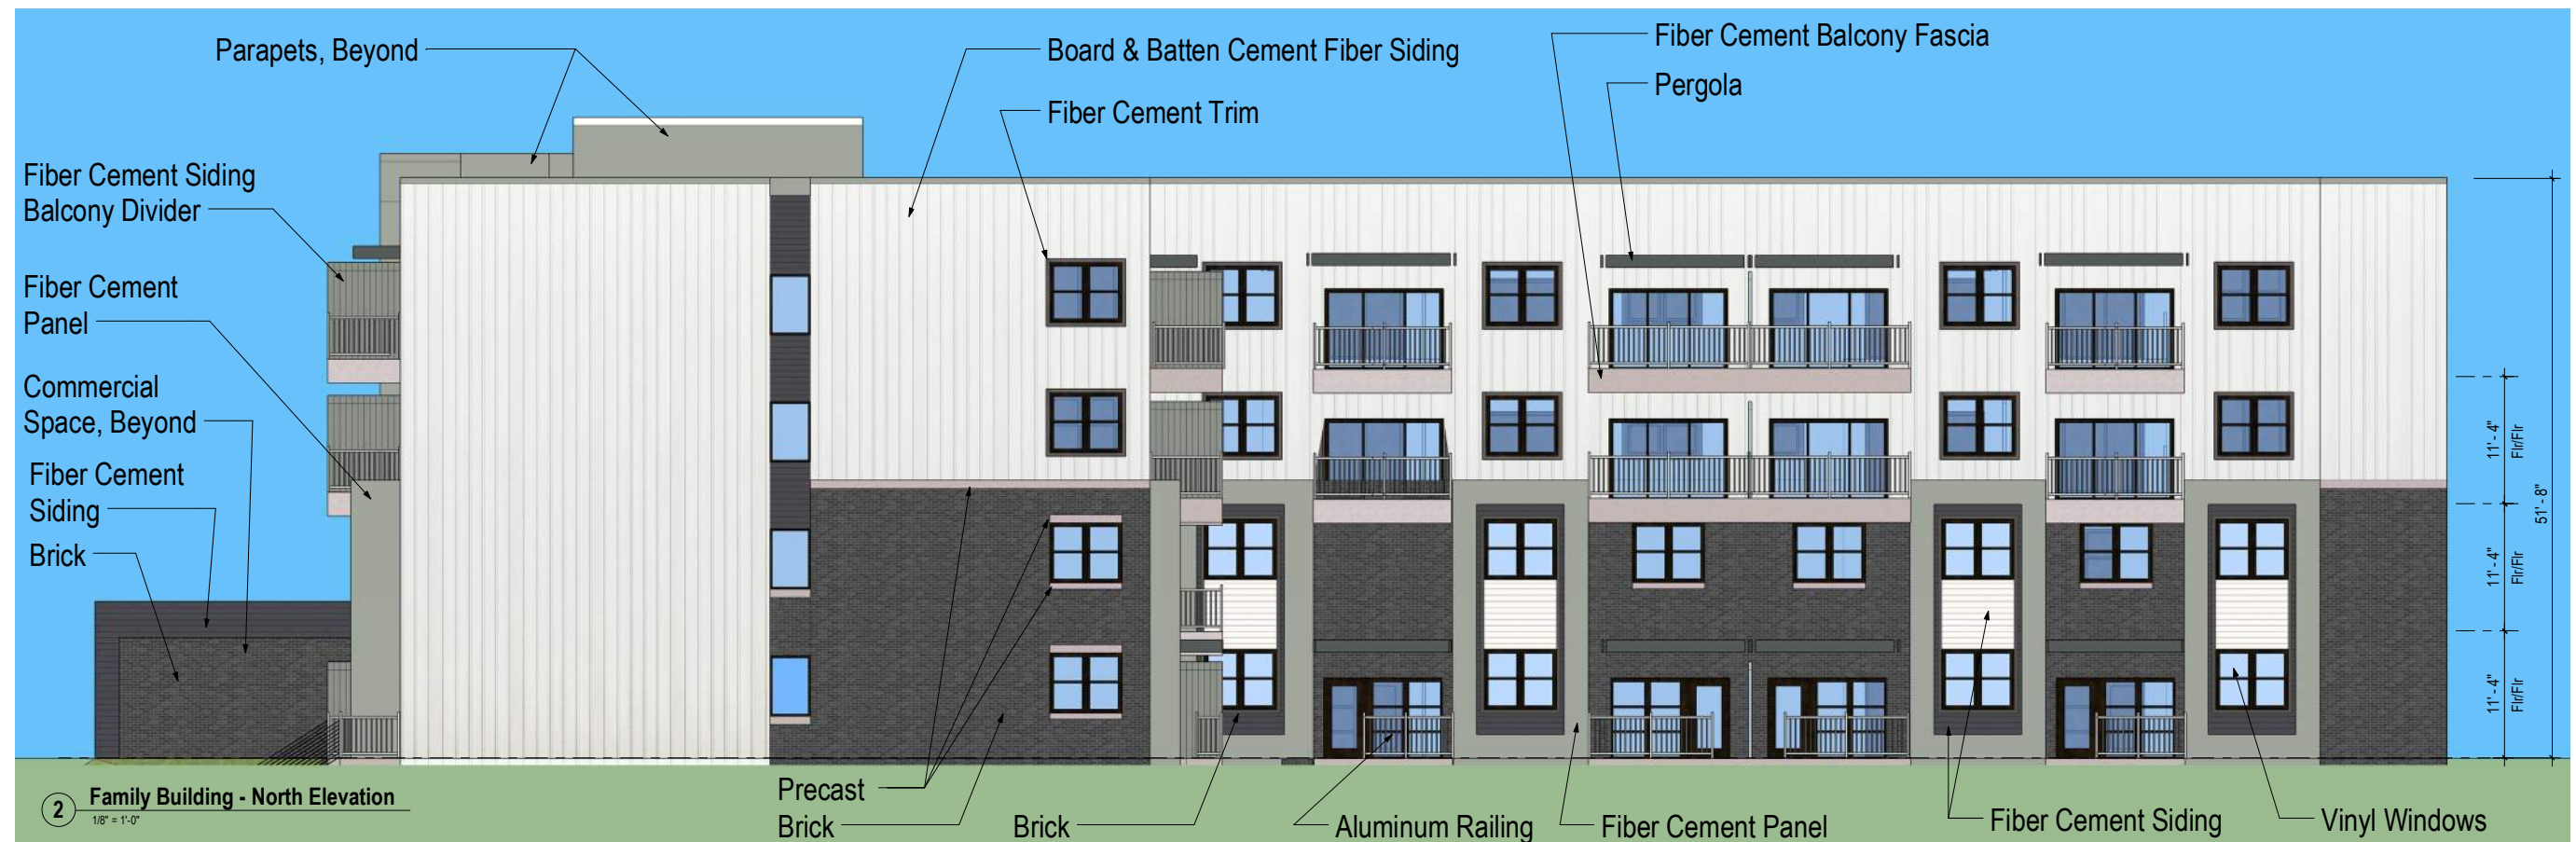 Parapets, Beyond
Board & Batten Cement Fiber Siding
Fiber Cement Balcony Fascia
Pergola
Fiber Cement Trim
Fiber Cement Siding
Balcony Divider
Fiber Cement
Panel
Commercial
Space, Beyond
Fiber Cement
Siding
Brick
11' - 4"
Flr/Flr
11' - 4"
Flr/Flr
11' - 4"
Flr/Flr
51' - 8"
2
Family Building - North Elevation
1/8" = 1'-0"
Precast
Brick
Brick
Aluminum Railing
Fiber Cement Panel
Fiber Cement Siding
Vinyl Windows